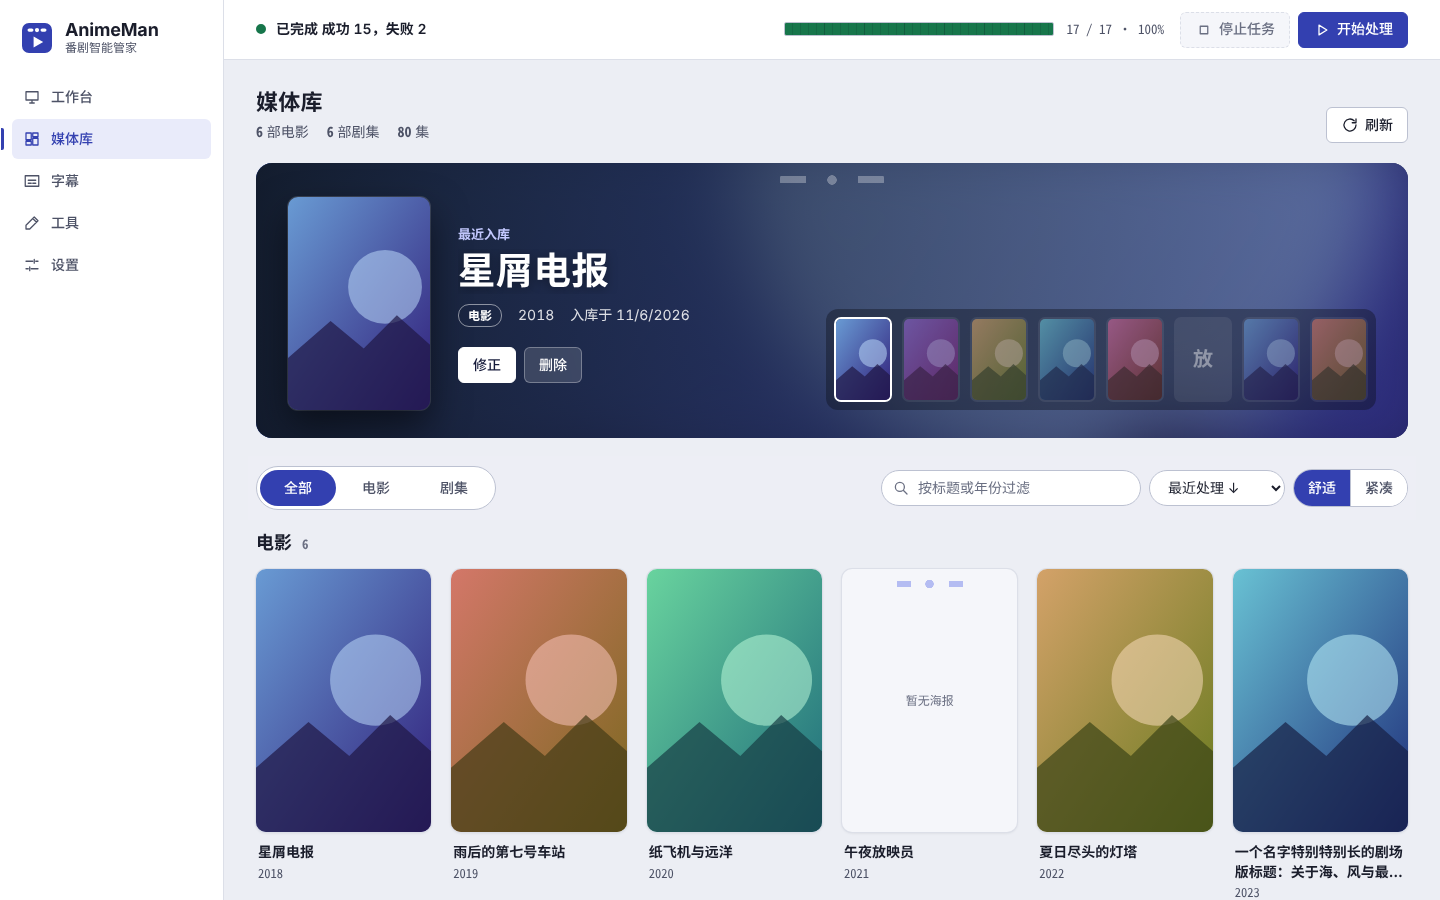 AnimeMan
番剧智能管家
工作台
媒体库
字幕
工具
设置
已完成 成功 15，失败 2
17 / 17 · 100%
停止任务
开始处理
媒体库
6 部电影 6 部剧集 80 集
刷新
最近入库
星屑电报
电影 2018 入库于 11/6/2026
修正 删除
放
全部 电影 剧集
按标题或年份过滤
最近处理 ↓
舒适 紧凑
电影 6
暂无海报
星屑电报
2018
雨后的第七号车站
2019
纸飞机与远洋
2020
午夜放映员
2021
夏日尽头的灯塔
2022
一个名字特别特别长的剧场
版标题：关于海、风与最...
2023